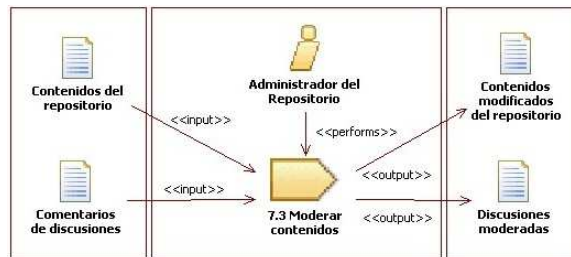 Contenidos del
repositorio
<<input>>
Comentarios
de discusiones
<<input>>
Administrador del
Repositorio
<<performs>>
7.3 Moderar
contenidos
<<output>>
<<output>>
Contenidos
modificados
del repositorio
Discusiones
moderadas